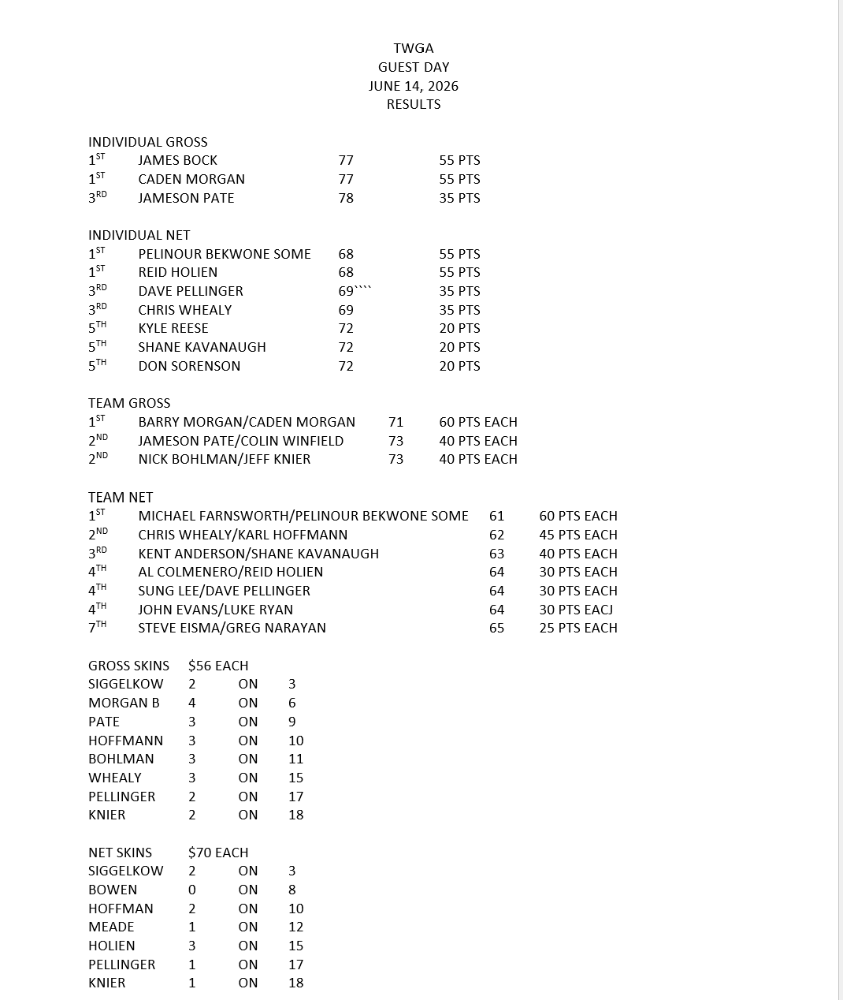 TWGA
GUEST DAY
JUNE 14, 2026
RESULTS
INDIVIDUAL GROSS
1ST JAMES BOCK 77 55 PTS
1ST CADEN MORGAN 77 55 PTS
3RD JAMESON PATE 78 35 PTS
INDIVIDUAL NET
1ST PELINOUR BEKWONE SOME 68 55 PTS
1ST REID HOLIEN 68 55 PTS
3RD DAVE PELLINGER 69```` 35 PTS
3RD CHRIS WHEALY 69 35 PTS
5TH KYLE REESE 72 20 PTS
5TH SHANE KAVANAUGH 72 20 PTS
5TH DON SORENSON 72 20 PTS
TEAM GROSS
1ST BARRY MORGAN/CADEN MORGAN 71 60 PTS EACH
2ND JAMESON PATE/COLIN WINFIELD 73 40 PTS EACH
2ND NICK BOHLMAN/JEFF KNIER 73 40 PTS EACH
TEAM NET
1ST MICHAEL FARNSWORTH/PELINOUR BEKWONE SOME 61 60 PTS EACH
2ND CHRIS WHEALY/KARL HOFFMANN 62 45 PTS EACH
3RD KENT ANDERSON/SHANE KAVANAUGH 63 40 PTS EACH
4TH AL COLMENERO/REID HOLIEN 64 30 PTS EACH
4TH SUNG LEE/DAVE PELLINGER 64 30 PTS EACH
4TH JOHN EVANS/LUKE RYAN 64 30 PTS EACJ
7TH STEVE EISMA/GREG NARAYAN 65 25 PTS EACH
GROSS SKINS $56 EACH
SIGGELKOW 2 ON 3
MORGAN B 4 ON 6
PATE 3 ON 9
HOFFMANN 3 ON 10
BOHLMAN 3 ON 11
WHEALY 3 ON 15
PELLINGER 2 ON 17
KNIER 2 ON 18
NET SKINS $70 EACH
SIGGELKOW 2 ON 3
BOWEN 0 ON 8
HOFFMAN 2 ON 10
MEADE 1 ON 12
HOLIEN 3 ON 15
PELLINGER 1 ON 17
KNIER 1 ON 18